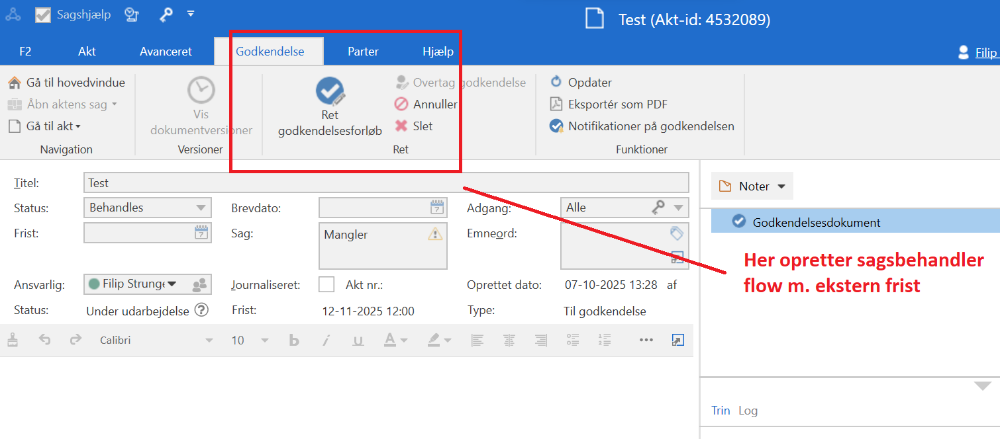 Sagshjælp
Test (Akt-id: 4532089)
F2 Akt Avanceret Godkendelse Parter Hjælp
Filip
Gå til hovedvindue
Åbn aktens sag
Gå til akt
Navigation
Vis
dokumentversioner
Versioner
Ret
godkendelsesforløb
Overtag godkendelse
Annuller
Slet
Ret
Opdater
Eksportér som PDF
Notifikationer på godkendelsen
Funktioner
Titel: Test
Status: Behandles Brevdato: 7 Adgang: Alle
Frist: 7 Sag: Mangler Emneord:
Ansvarlig: Filip Strunge Journaliseret: Akt nr.: Oprettet dato: 07-10-2025 13:28 af
Status: Under udarbejdelse ? Frist: 12-11-2025 12:00 Type: Til godkendelse
Calibri 10 b i u A
Noter
Godkendelsesdokument
Her opretter sagsbehandler
flow m. ekstern frist
Trin Log